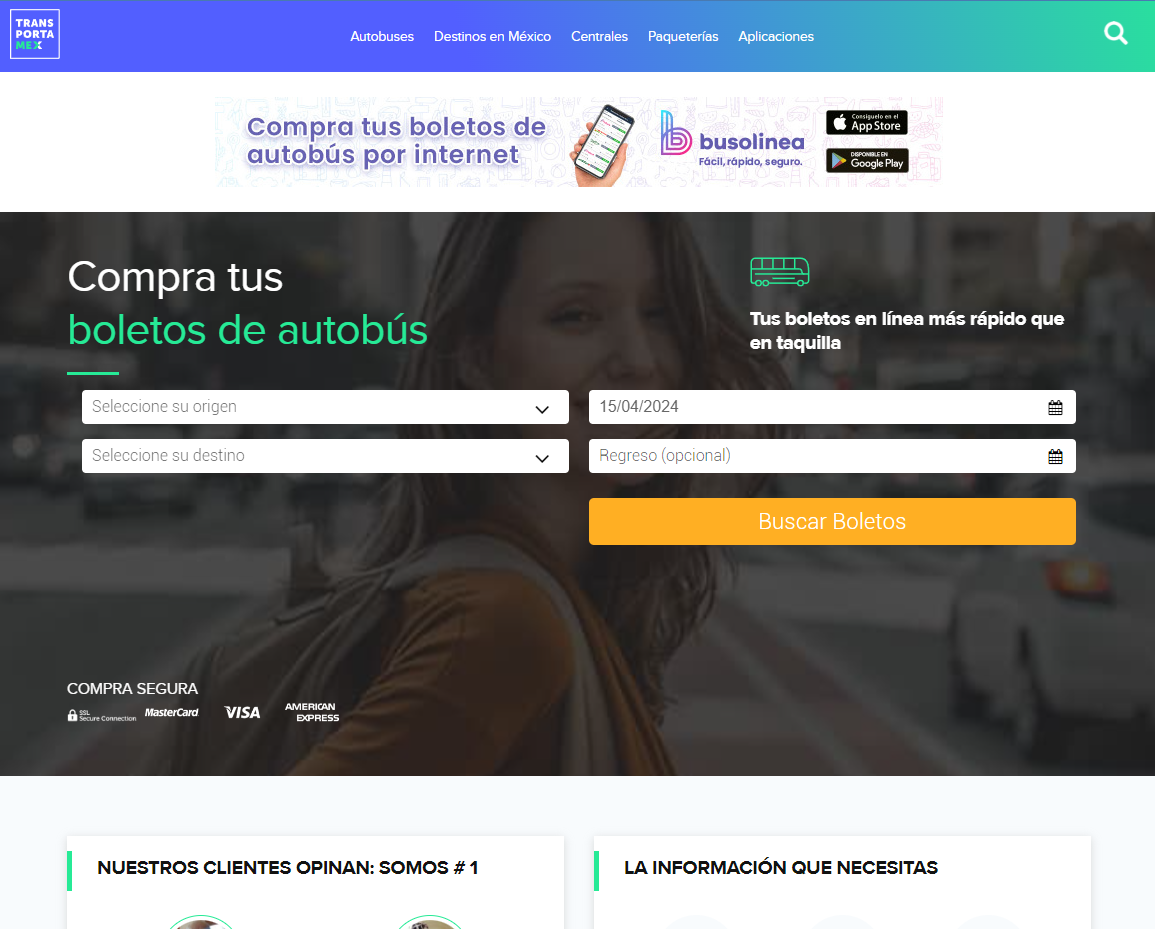 TRANS
PORTA
MEX
Autobuses Destinos en México Centrales Paqueterías Aplicaciones
Compra tus boletos de
autobús por internet
busolinea
Fácil, rápido, seguro.
Consíguelo en el
App Store
DISPONIBLE EN
Google Play
Compra tus
boletos de autobús
Tus boletos en línea más rápido que
en taquilla
Seleccione su origen
15/04/2024
Seleccione su destino
Regreso (opcional)
Buscar Boletos
COMPRA SEGURA
SSL
Secure Connection
MasterCard
VISA
AMERICAN
EXPRESS
NUESTROS CLIENTES OPINAN: SOMOS # 1
LA INFORMACIÓN QUE NECESITAS